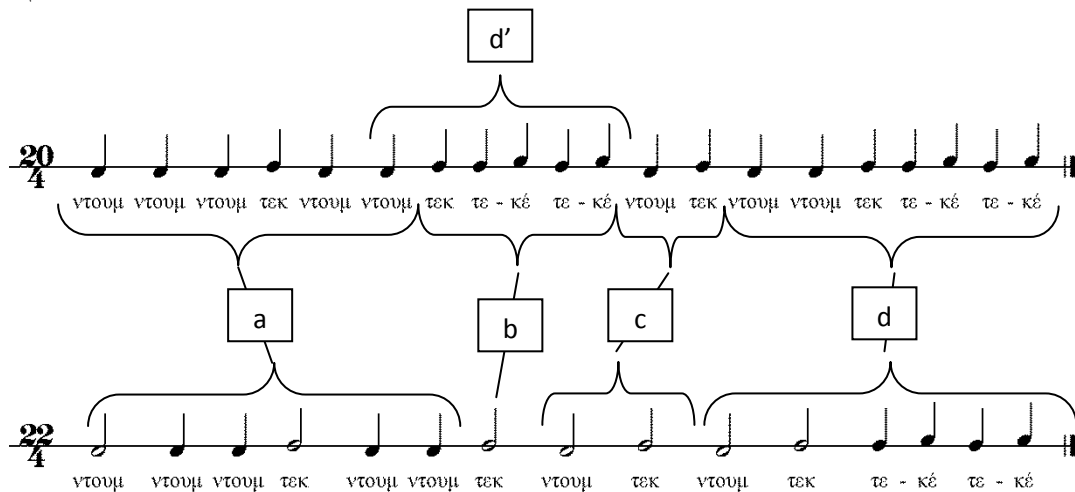 d’
20
4
ντουμ ντουμ ντουμ τεκ ντουμ ντουμ τεκ τε - κέ τε - κέ ντουμ τεκ ντουμ ντουμ τεκ τε - κέ τε - κέ
a b c d
22
4
ντουμ ντουμ ντουμ τεκ ντουμ ντουμ τεκ ντουμ τεκ ντουμ τεκ τε - κέ τε - κέ